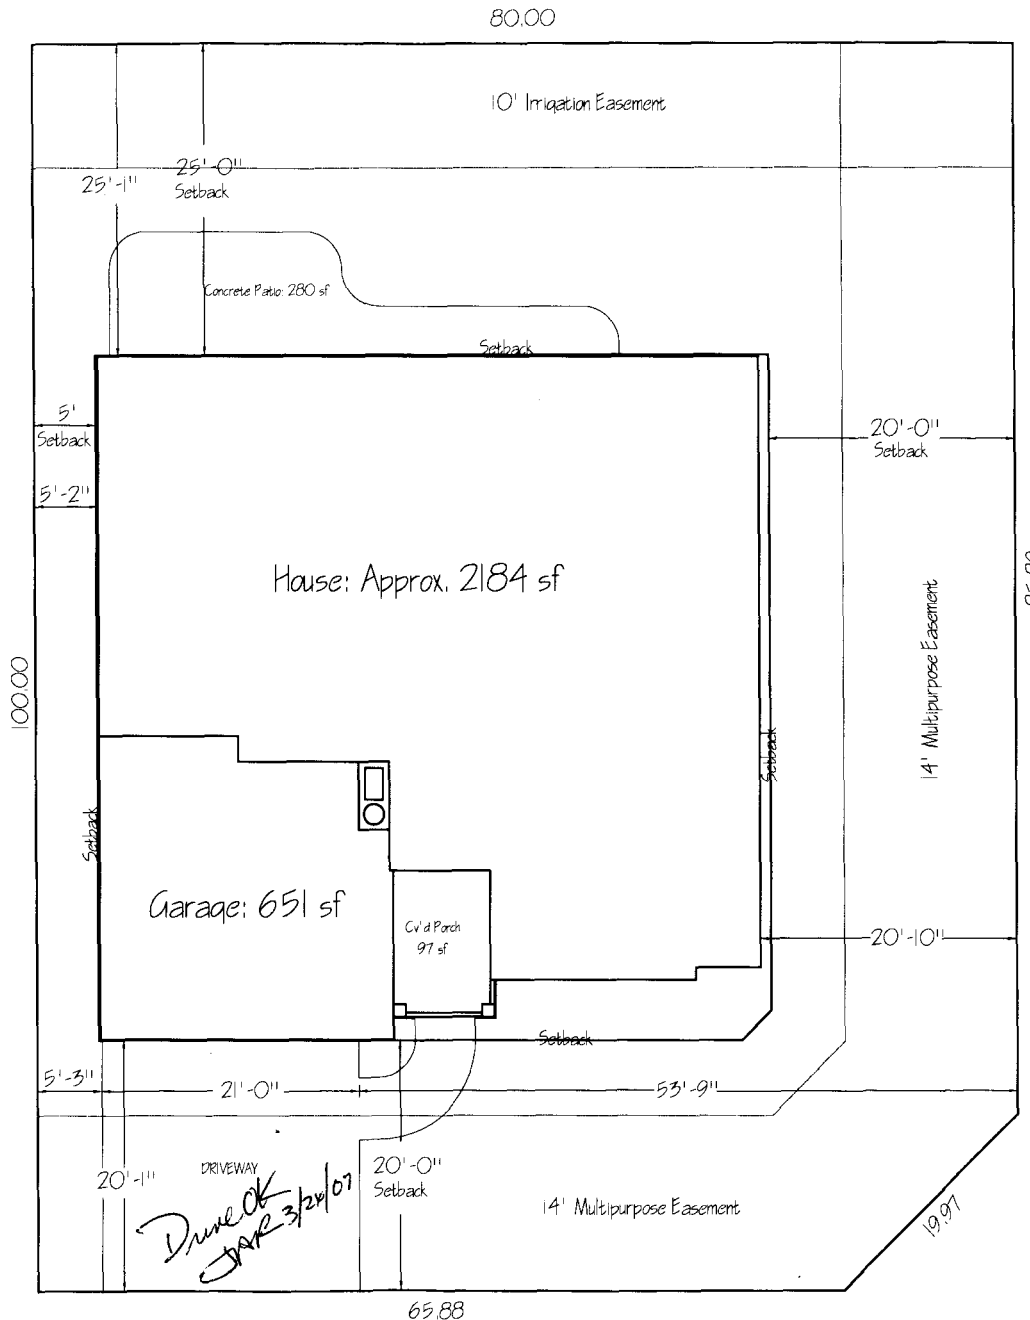 80.00
10' Irrigation Easement
25'-0"
Setback
25'-1"
Concrete Patio: 280 sf
Setback
5'
Setback
20'-0"
Setback
5'-2"
House: Approx. 2184 sf
14' Multipurpose Easement
100.00
Setback
Setback
Garage: 651 sf
Cv'd Porch
97 sf
20'-10"
Setback
5'-3"
21'-0"
53'-9"
20'-1"
DRIVEWAY
20'-0"
Setback
Drive OK
14' Multipurpose Easement
19.97
65.88